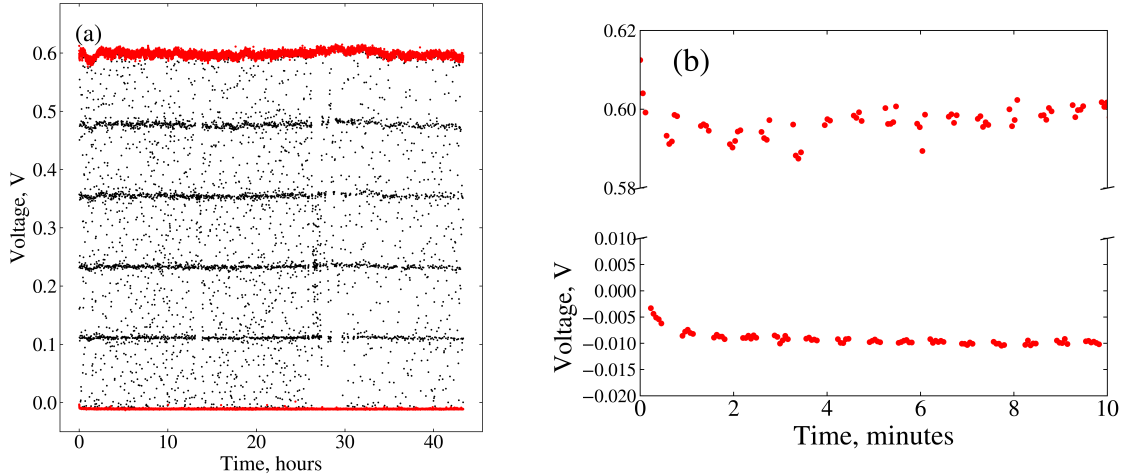 (a)
0.6
0.5
0.4
0.3
0.2
0.1
0.0
Voltage, V
0 10 20 30 40
Time, hours
(b)
0.62
0.60
0.58
0.010
0.005
0.000
−0.005
−0.010
−0.015
−0.020
Voltage, V
0 2 4 6 8 10
Time, minutes